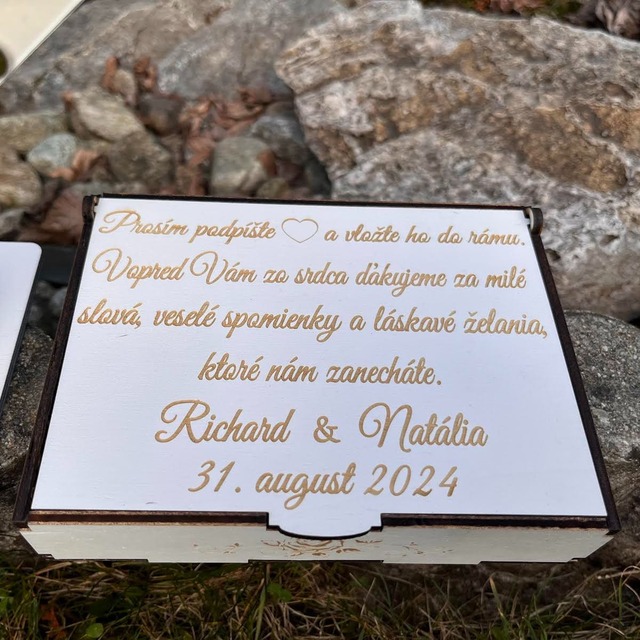 Prosím podpíšte ♡ a vložte ho do rámu.
Vopred Vám zo srdca ďakujeme za milé
slová, veselé spomienky a láskavé želania,
ktoré nám zanecháte.
Richard & Natália
31. august 2024